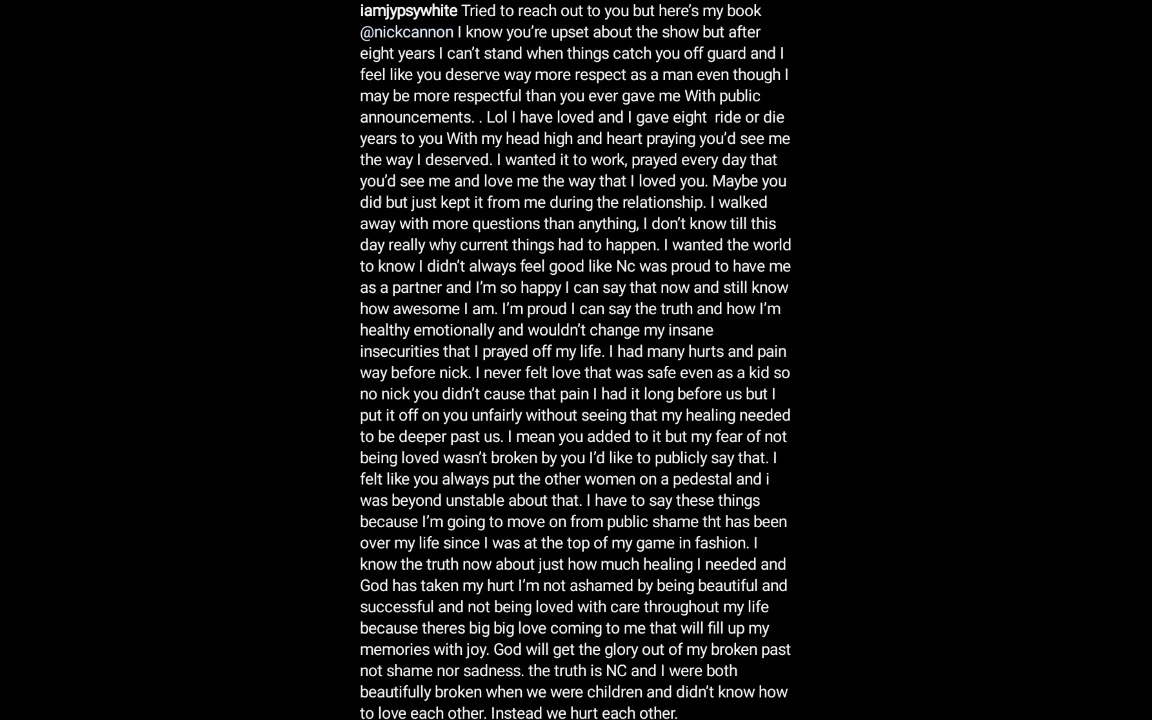 iamjypsywhite Tried to reach out to you but here's my book
@nickcannon I know you're upset about the show but after
eight years I can't stand when things catch you off guard and I
feel like you deserve way more respect as a man even though I
may be more respectful than you ever gave me With public
announcements. . Lol I have loved and I gave eight  ride or die
years to you With my head high and heart praying you'd see me
the way I deserved. I wanted it to work, prayed every day that
you'd see me and love me the way that I loved you. Maybe you
did but just kept it from me during the relationship. I walked
away with more questions than anything, I don't know till this
day really why current things had to happen. I wanted the world
to know I didn't always feel good like Nc was proud to have me
as a partner and I'm so happy I can say that now and still know
how awesome I am. I'm proud I can say the truth and how I'm
healthy emotionally and wouldn't change my insane
insecurities that I prayed off my life. I had many hurts and pain
way before nick. I never felt love that was safe even as a kid so
no nick you didn't cause that pain I had it long before us but I
put it off on you unfairly without seeing that my healing needed
to be deeper past us. I mean you added to it but my fear of not
being loved wasn't broken by you I'd like to publicly say that. I
felt like you always put the other women on a pedestal and i
was beyond unstable about that. I have to say these things
because I'm going to move on from public shame tht has been
over my life since I was at the top of my game in fashion. I
know the truth now about just how much healing I needed and
God has taken my hurt I'm not ashamed by being beautiful and
successful and not being loved with care throughout my life
because theres big big love coming to me that will fill up my
memories with joy. God will get the glory out of my broken past
not shame nor sadness. the truth is NC and I were both
beautifully broken when we were children and didn't know how
to love each other. Instead we hurt each other.